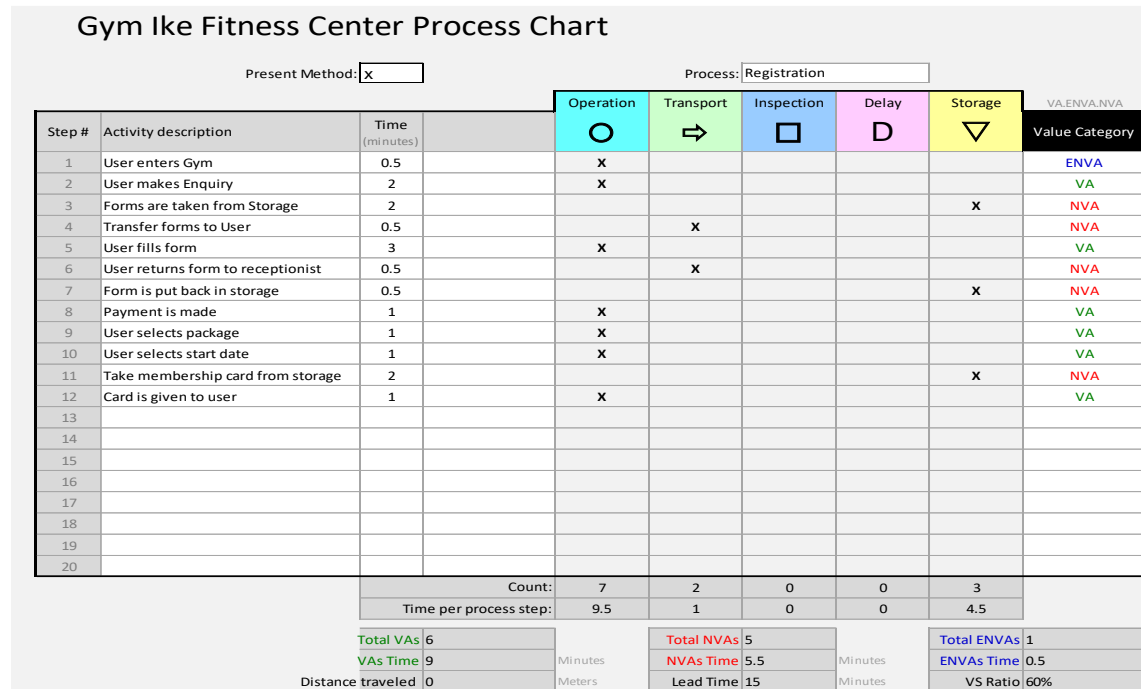 Gym Ike Fitness Center Process Chart
Present Method: x Process: Registration
Operation Transport Inspection Delay Storage VA.ENVA.NVA
Step # Activity description Time (minutes) D Value Category
1 User enters Gym 0.5 x ENVA
2 User makes Enquiry 2 x VA
3 Forms are taken from Storage 2 x NVA
4 Transfer forms to User 0.5 x NVA
5 User fills form 3 x VA
6 User returns form to receptionist 0.5 x NVA
7 Form is put back in storage 0.5 x NVA
8 Payment is made 1 x VA
9 User selects package 1 x VA
10 User selects start date 1 x VA
11 Take membership card from storage 2 x NVA
12 Card is given to user 1 x VA
13
14
15
16
17
18
19
20
Count: 7 2 0 0 3
Time per process step: 9.5 1 0 0 4.5
Total VAs 6 Total NVAs 5 Total ENVAs 1
VAs Time 9 Minutes NVAs Time 5.5 Minutes ENVAs Time 0.5
Distance traveled 0 Meters Lead Time 15 Minutes VS Ratio 60%